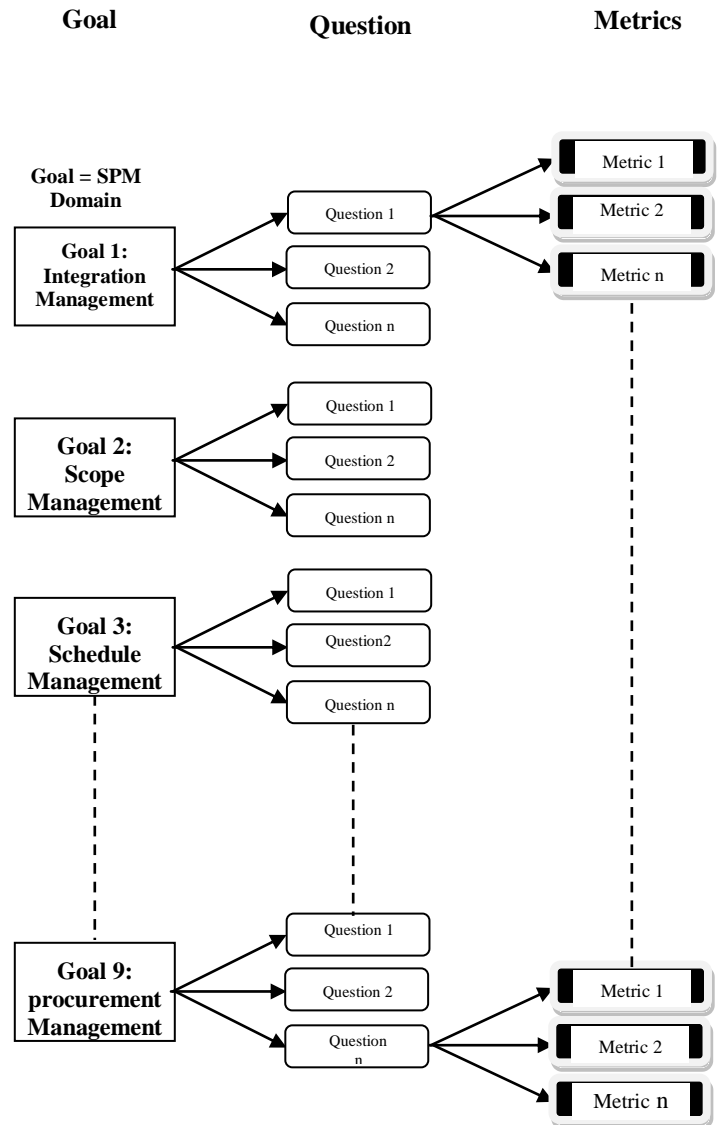 Goal
Question
Metrics
Goal = SPM
Domain
Goal 1:
Integration
Management
Question 1
Question 2
Question n
Metric 1
Metric 2
Metric n
Goal 2:
Scope
Management
Question 1
Question 2
Question n
Goal 3:
Schedule
Management
Question 1
Question2
Question n
Goal 9:
procurement
Management
Question 1
Question 2
Question
n
Metric 1
Metric 2
Metric n